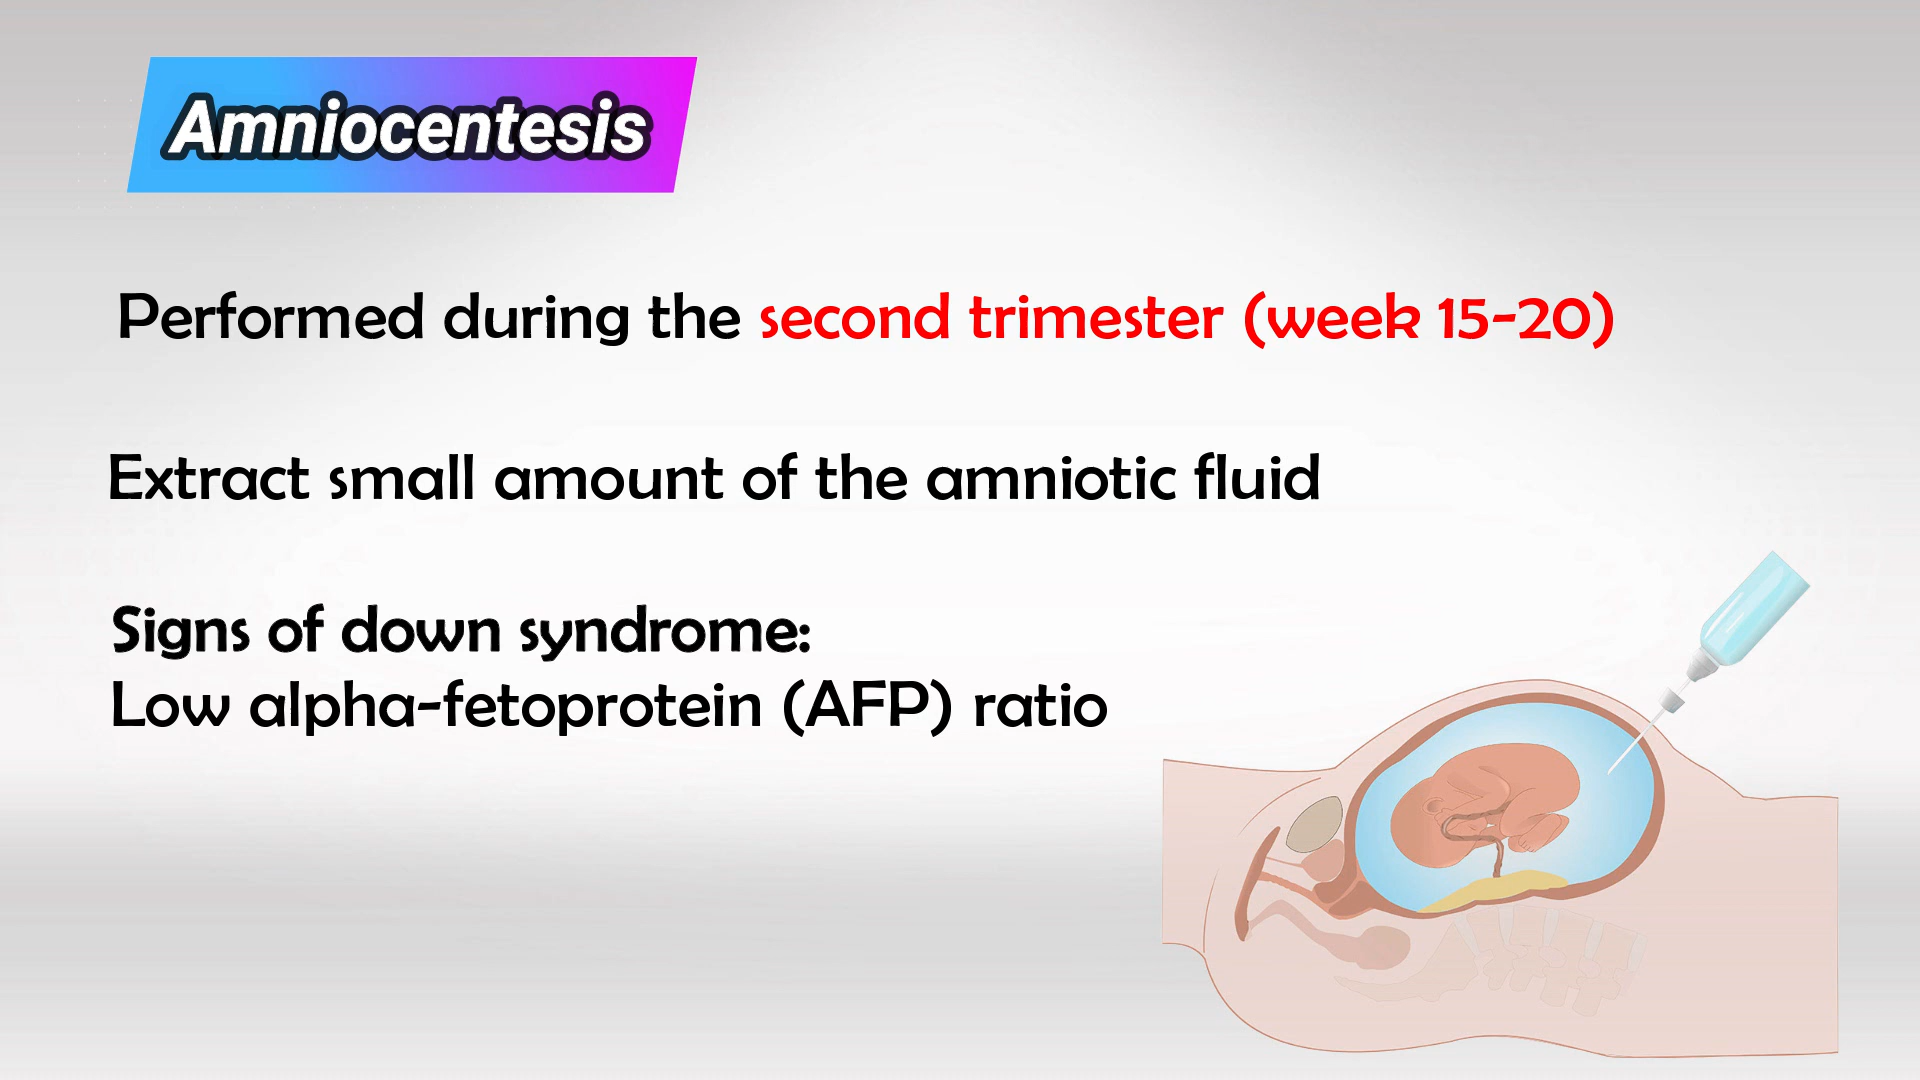 Amniocentesis
Performed during the second trimester (week 15-20)
Extract small amount of the amniotic fluid
Signs of down syndrome:
Low alpha-fetoprotein (AFP) ratio